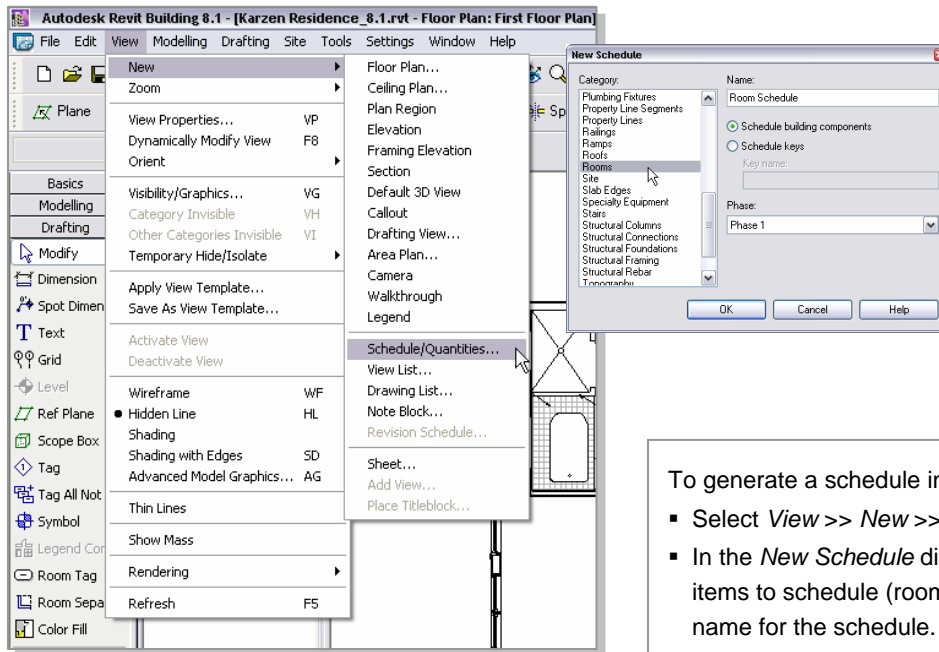 Autodesk Revit Building 8.1 - [Karzen Residence_8.1.rvt - Floor Plan: First Floor Plan]
File Edit View Modelling Drafting Site Tools Settings Window Help
Plane
Basics
Modelling
Drafting
Modify
Dimension
Spot Dimen
Text
Grid
Level
Ref Plane
Scope Box
Tag
Tag All Not
Symbol
Legend Cor
Room Tag
Room Sepa
Color Fill
New
Zoom
View Properties... VP
Dynamically Modify View F8
Orient
Visibility/Graphics... VG
Category Invisible VH
Other Categories Invisible VI
Temporary Hide/Isolate
Apply View Template...
Save As View Template...
Activate View
Deactivate View
Wireframe WF
Hidden Line HL
Shading
Shading with Edges SD
Advanced Model Graphics... AG
Thin Lines
Show Mass
Rendering
Refresh F5
Floor Plan...
Ceiling Plan...
Plan Region
Elevation
Framing Elevation
Section
Default 3D View
Callout
Drafting View...
Area Plan...
Camera
Walkthrough
Legend
Schedule/Quantities...
View List...
Drawing List...
Note Block...
Revision Schedule...
Sheet...
Add View...
Place Titleblock...
Sp
New Schedule
Category:
Plumbing Fixtures
Property Line Segments
Property Lines
Railings
Ramps
Roofs
Rooms
Site
Slab Edges
Specialty Equipment
Stairs
Structural Columns
Structural Connections
Structural Foundations
Structural Framing
Structural Rebar
Topography
Name:
Room Schedule
Schedule building components
Schedule keys
Key name:
Phase:
Phase 1
OK Cancel Help
To generate a schedule in
▪ Select View >> New >>
▪ In the New Schedule di
items to schedule (room
name for the schedule.